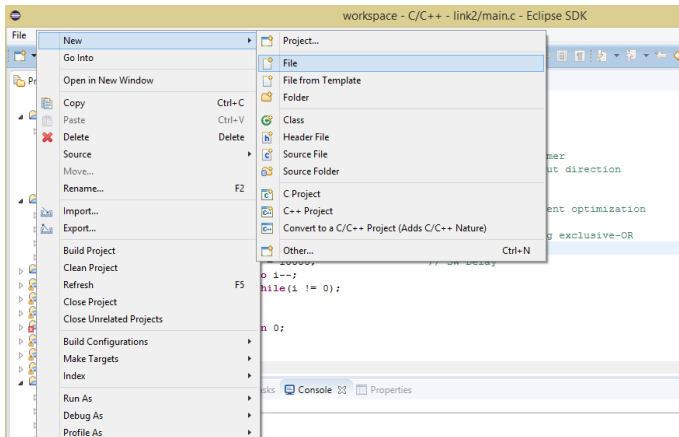 workspace - C/C++ - link2/main.c - Eclipse SDK
File
New
Go Into
Open in New Window
Copy Ctrl+C
Paste Ctrl+V
Delete Delete
Source
Move...
Rename... F2
Import...
Export...
Build Project
Clean Project
Refresh F5
Close Project
Close Unrelated Projects
Build Configurations
Make Targets
Index
Run As
Debug As
Profile As
Project...
File
File from Template
Folder
Class
Header File
Source File
Source Folder
C Project
C++ Project
Convert to a C/C++ Project (Adds C/C++ Nature)
Other... Ctrl+N
Pr
mer
ut direction
ent optimization
g exclusive-OR
// SW Delay
o i--;
hile(i != 0);
n 0;
sks Console Properties